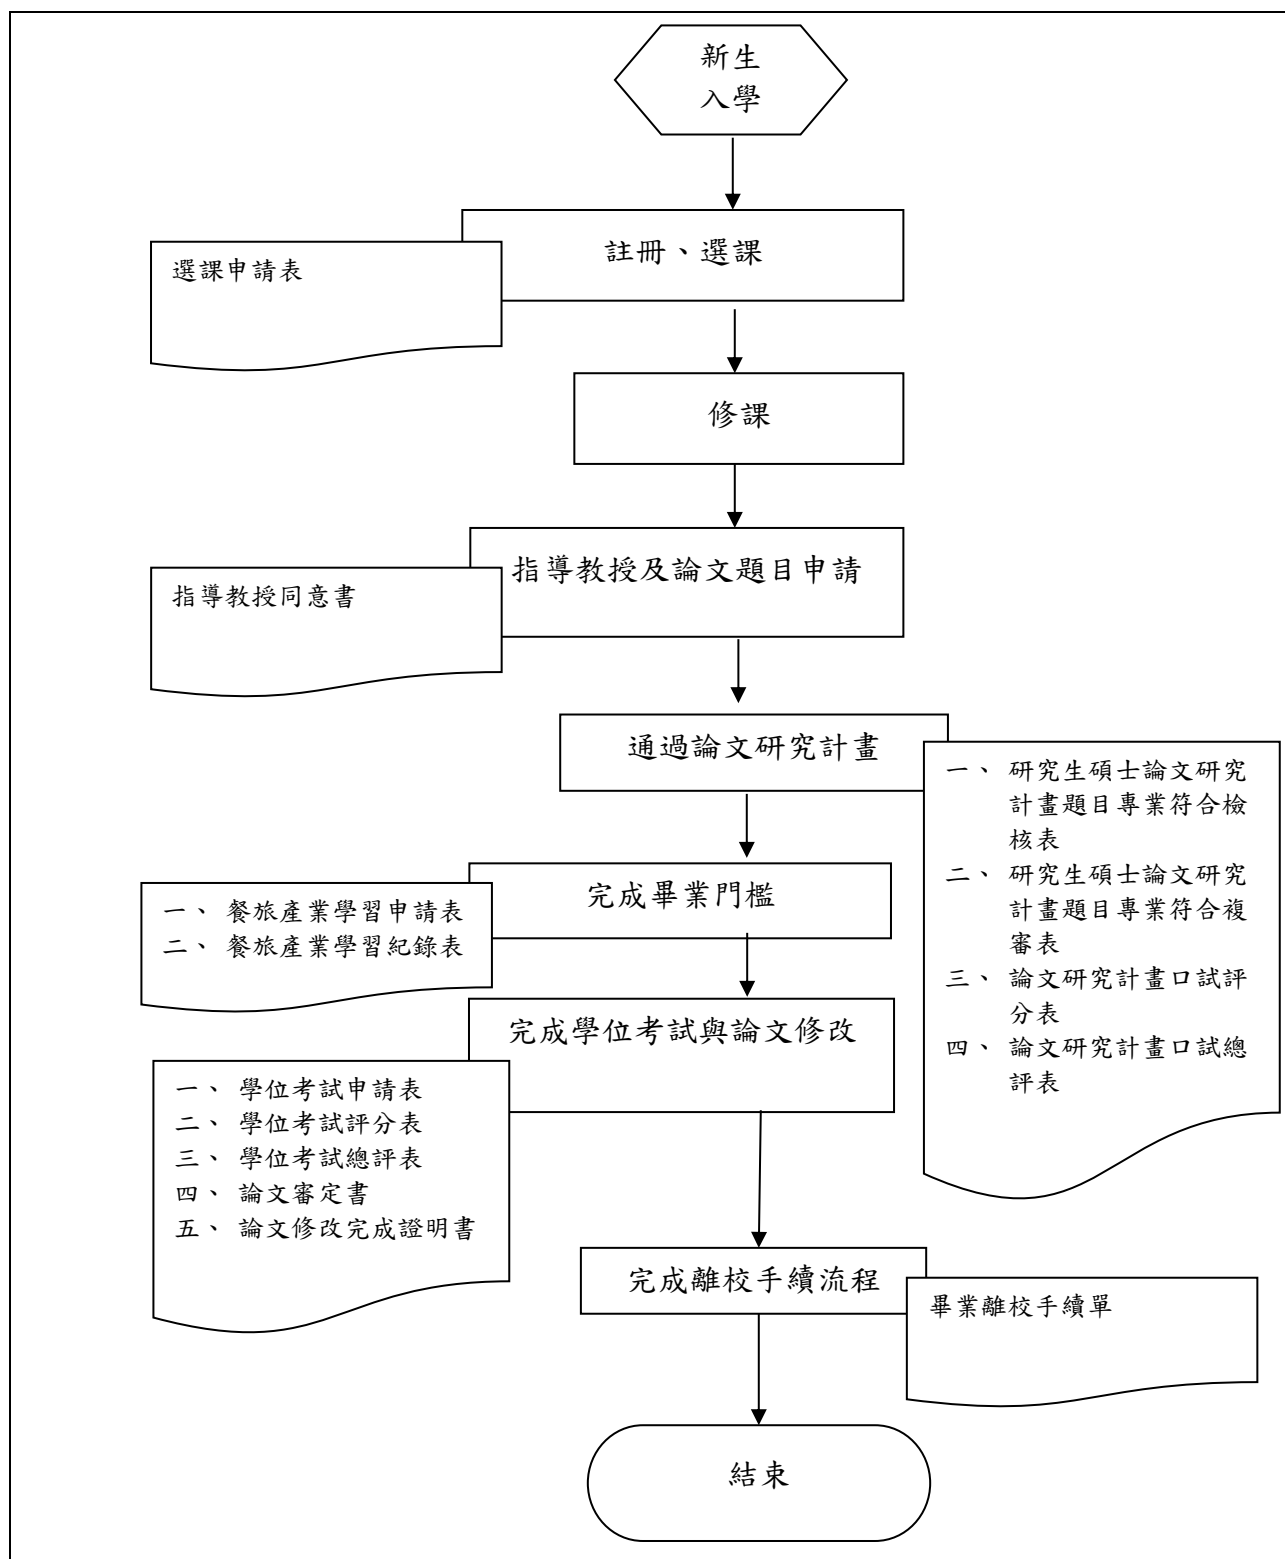 新生
入學
註冊、選課
選課申請表
修課
指導教授及論文題目申請
指導教授同意書
通過論文研究計畫
一、 研究生碩士論文研究
計畫題目專業符合檢
核表
二、 研究生碩士論文研究
計畫題目專業符合複
審表
三、 論文研究計畫口試評
分表
四、 論文研究計畫口試總
評表
完成畢業門檻
一、 餐旅產業學習申請表
二、 餐旅產業學習紀錄表
完成學位考試與論文修改
一、 學位考試申請表
二、 學位考試評分表
三、 學位考試總評表
四、 論文審定書
五、 論文修改完成證明書
完成離校手續流程
畢業離校手續單
結束